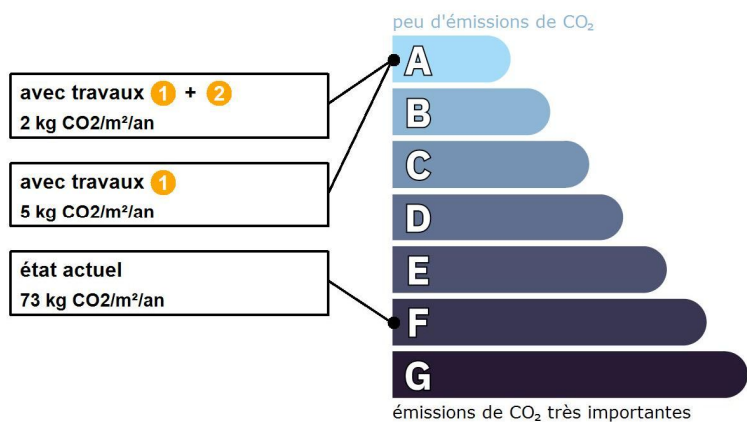 peu d'émissions de CO₂
avec travaux 1 + 2
2 kg CO2/m²/an
avec travaux 1
5 kg CO2/m²/an
état actuel
73 kg CO2/m²/an
A
B
C
D
E
F
G
émissions de CO₂ très importantes